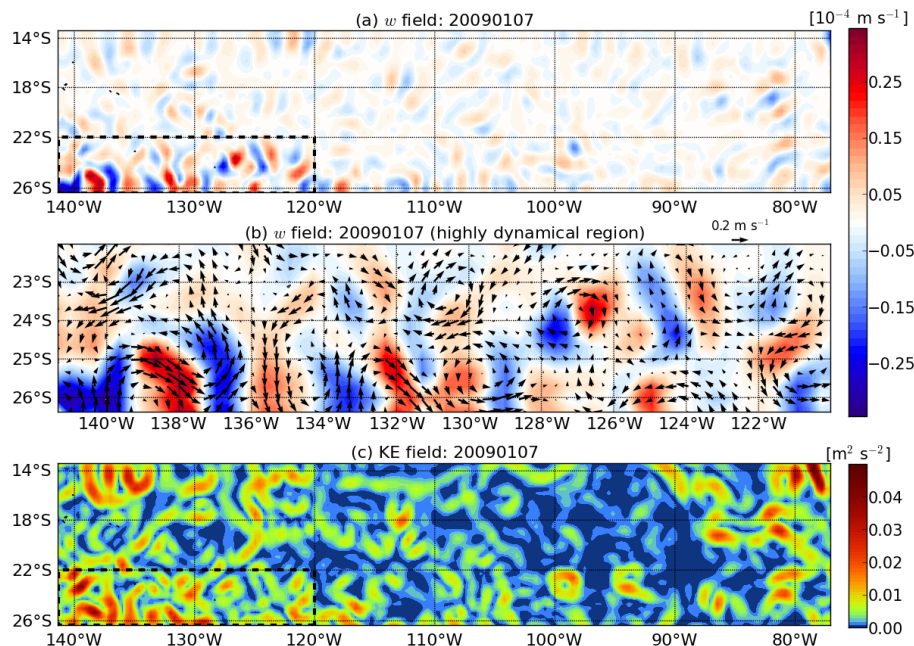 (a) w field: 20090107
[10⁻⁴ m s⁻¹]
14°S
18°S
22°S
26°S
140°W 130°W 120°W 110°W 100°W 90°W 80°W
0.25
0.15
0.05
−0.05
−0.15
−0.25
(b) w field: 20090107 (highly dynamical region)
0.2 m s⁻¹
23°S
24°S
25°S
26°S
140°W 138°W 136°W 134°W 132°W 130°W 128°W 126°W 124°W 122°W
(c) KE field: 20090107
[m² s⁻²]
14°S
18°S
22°S
26°S
140°W 130°W 120°W 110°W 100°W 90°W 80°W
0.04
0.03
0.02
0.01
0.00